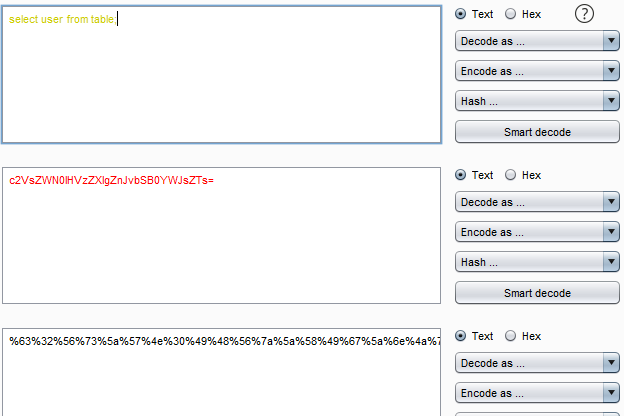 select user from table;
Text Hex ?
Decode as ...
Encode as ...
Hash ...
Smart decode
c2VsZWN0IHVzZXIgZnJvbSB0YWJsZTs=
Text Hex
Decode as ...
Encode as ...
Hash ...
Smart decode
%63%32%56%73%5a%57%4e%30%49%48%56%7a%5a%58%49%67%5a%6e%4a%7
Text Hex
Decode as ...
Encode as ...